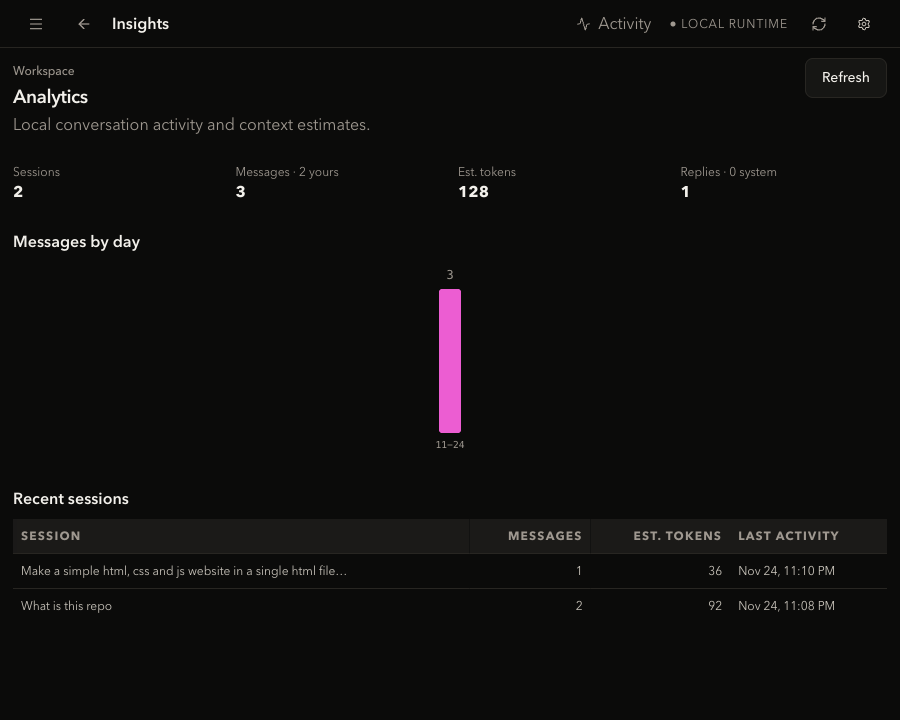 Insights
Activity
• LOCAL RUNTIME
Workspace
Refresh
Analytics
Local conversation activity and context estimates.
Sessions
2
Messages · 2 yours
3
Est. tokens
128
Replies · 0 system
1
Messages by day
3
11–24
Recent sessions
SESSION MESSAGES EST. TOKENS LAST ACTIVITY
Make a simple html, css and js website in a single html file… 1 36 Nov 24, 11:10 PM
What is this repo 2 92 Nov 24, 11:08 PM